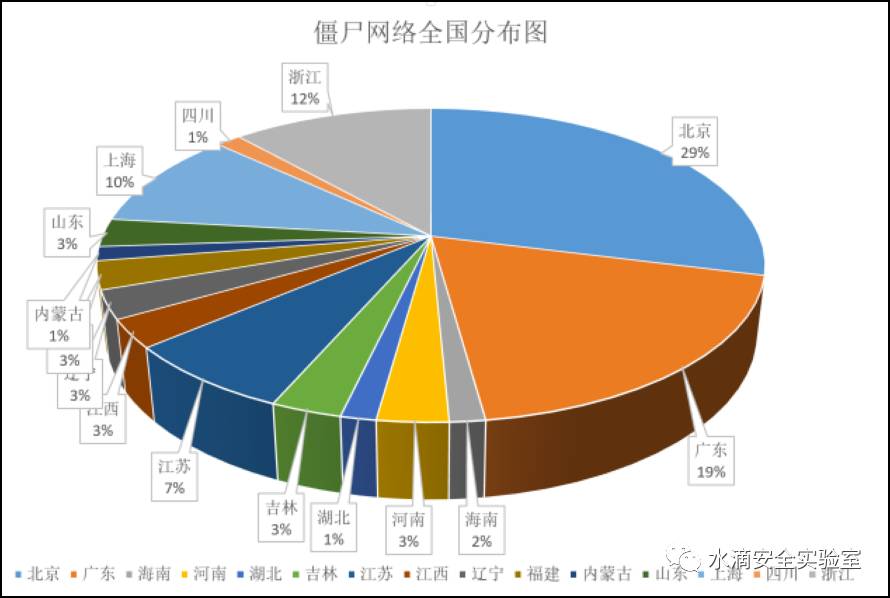 僵尸网络全国分布图
浙江
12%
四川
1%
北京
29%
上海
10%
山东
3%
内蒙古
1%
3%
辽宁
3%
江西
3%
江苏
7%
吉林
3%
湖北
1%
河南
3%
海南
2%
广东
19%
水滴安全实验室
北京 广东 海南 河南 湖北 吉林 江苏 江西 辽宁 福建 内蒙古 山东 上海 四川 浙江